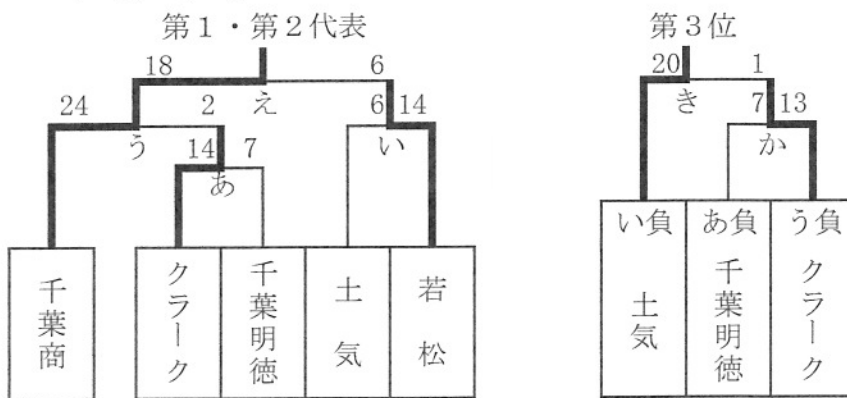 第１・第２代表
第３位
18 6
え
20 1
き
24 2
う
6 14
い
7 13
か
14 7
あ
い負 あ負 う負
千葉商
クラーク
千葉明徳
土気
若松
土気
千葉明徳
クラーク